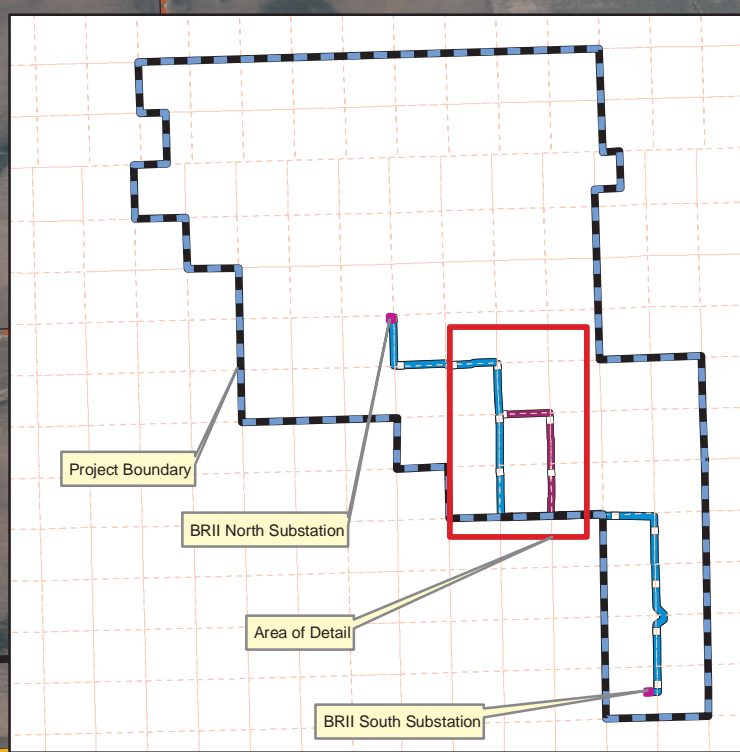 Project Boundary
BRII North Substation
Area of Detail
BRII South Substation